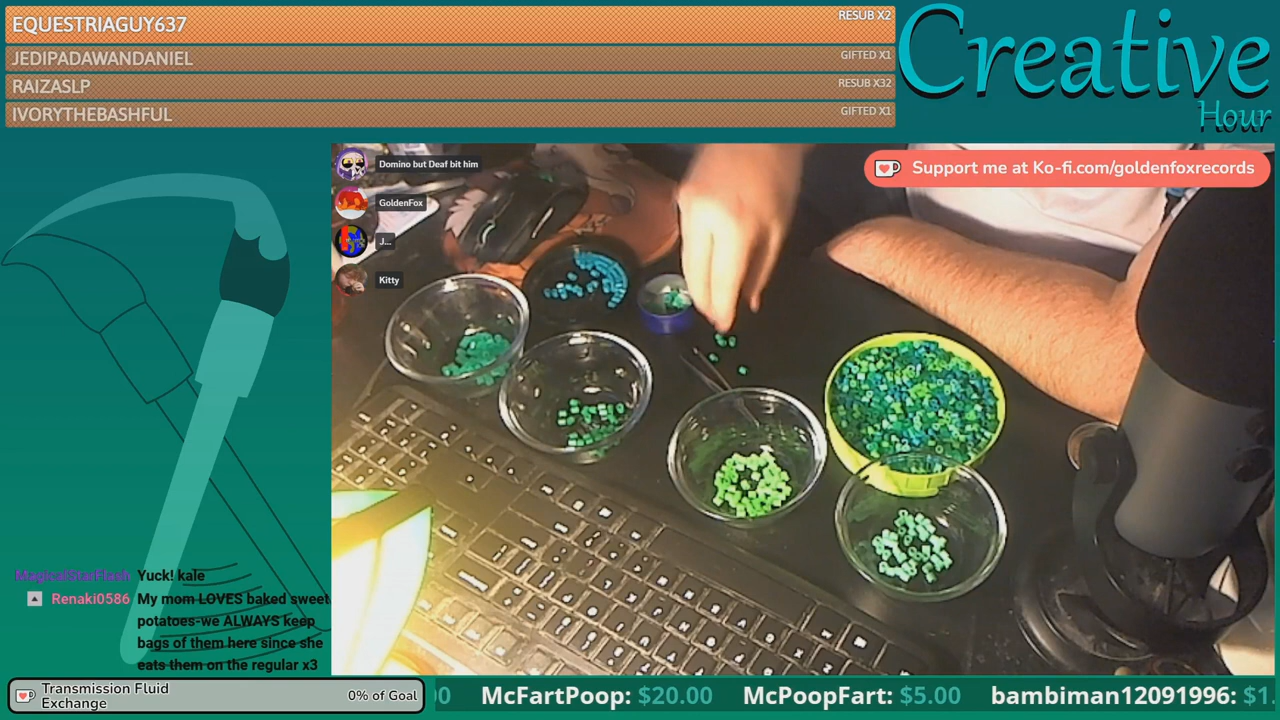 EQUESTRIAGUY637 RESUB X2
JEDIPADAWANDANIEL GIFTED X1
RAIZASLP RESUB X32
IVORYTHEBASHFUL GIFTED X1
Creative
Hour
Domino but Deaf bit him
GoldenFox
J...
Kitty
Support me at Ko-fi.com/goldenfoxrecords
MagicalStarFlash Yuck! kale
Renaki0586 My mom LOVES baked sweet
potatoes-we ALWAYS keep
bags of them here since she
eats them on the regular x3
Transmission Fluid
Exchange
0% of Goal
McFartPoop: $20.00 McPoopFart: $5.00 bambiman12091996: $1.